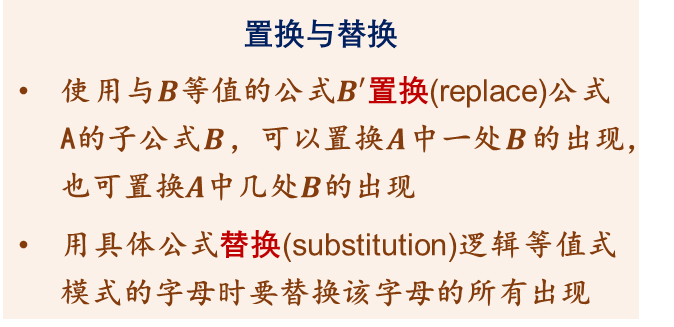 置换与替换
• 使用与B等值的公式B′置换(replace)公式
A的子公式B，可以置换A中一处B的出现，
也可置换A中几处B的出现
• 用具体公式替换(substitution)逻辑等值式
模式的字母时要替换该字母的所有出现